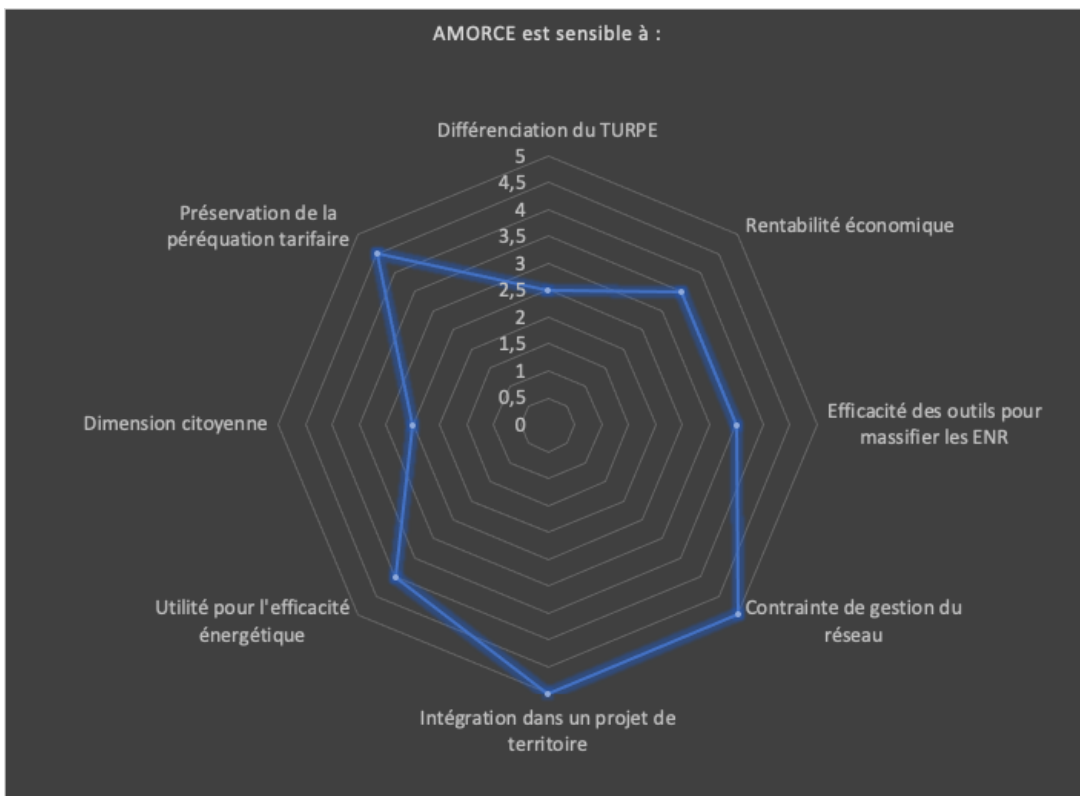 AMORCE est sensible à :
Différenciation du TURPE
5
4,5
4
3,5
3
2,5
2
1,5
1
0,5
0
Rentabilité économique
Efficacité des outils pour
massifier les ENR
Contrainte de gestion du
réseau
Intégration dans un projet de
territoire
Utilité pour l'efficacité
énergétique
Dimension citoyenne
Préservation de la
péréquation tarifaire